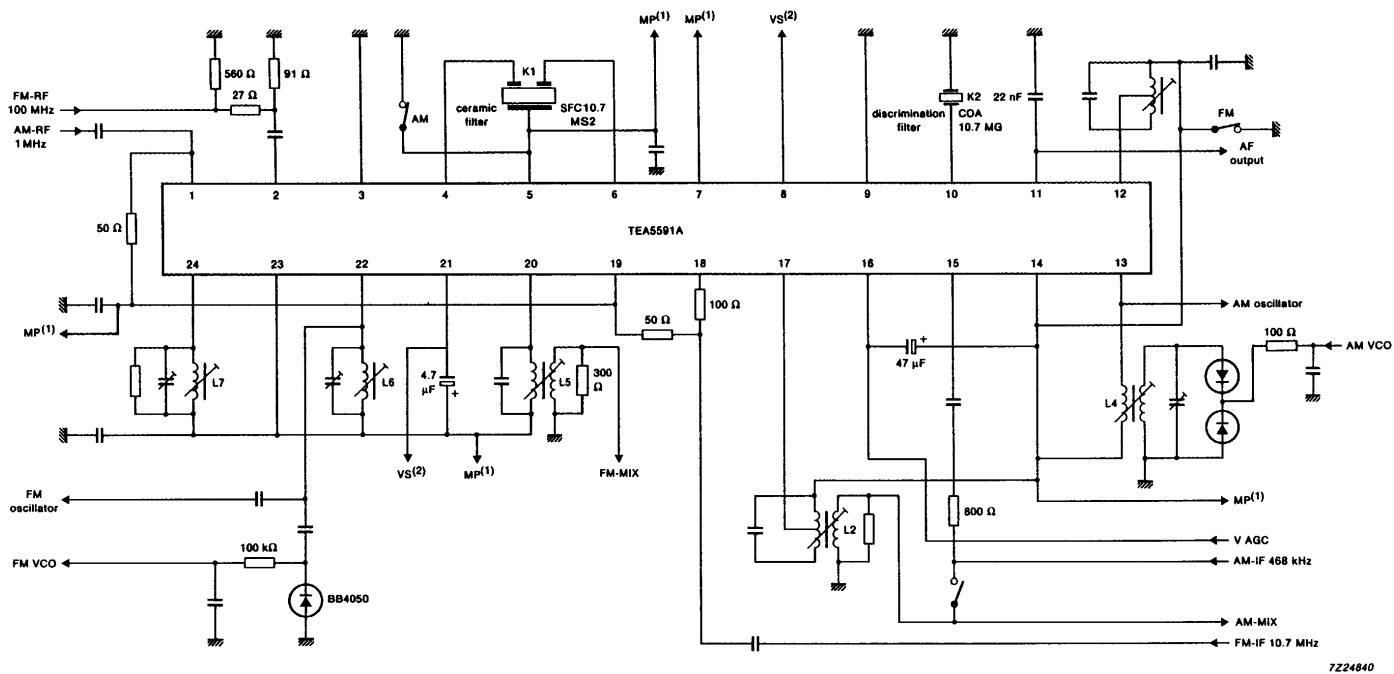 MP(1) MP(1) VS(2)
560 Ω 91 Ω
27 Ω
FM-RF
100 MHz
AM-RF
1MHz
AM
K1
ceramic
filter
SFC10.7
MS2
K2
discrimination
filter
COA
10.7 MG
22 nF
FM
AF
output
1 2 3 4 5 6 7 8 9 10 11 12
50 Ω
TEA5591A
24 23 22 21 20 19 18 17 16 15 14 13
MP(1)
50 Ω
100 Ω
AM oscillator
100 Ω
AM VCO
L7
L6
4.7
µF
+
L5
300
Ω
47 µF
+
L4
VS(2)
MP(1)
FM-MIX
FM
oscillator
MP(1)
L2
800 Ω
V AGC
100 kΩ
FM VCO
AM-IF 468 kHz
BB4050
AM-MIX
FM-IF 10.7 MHz
7Z24840